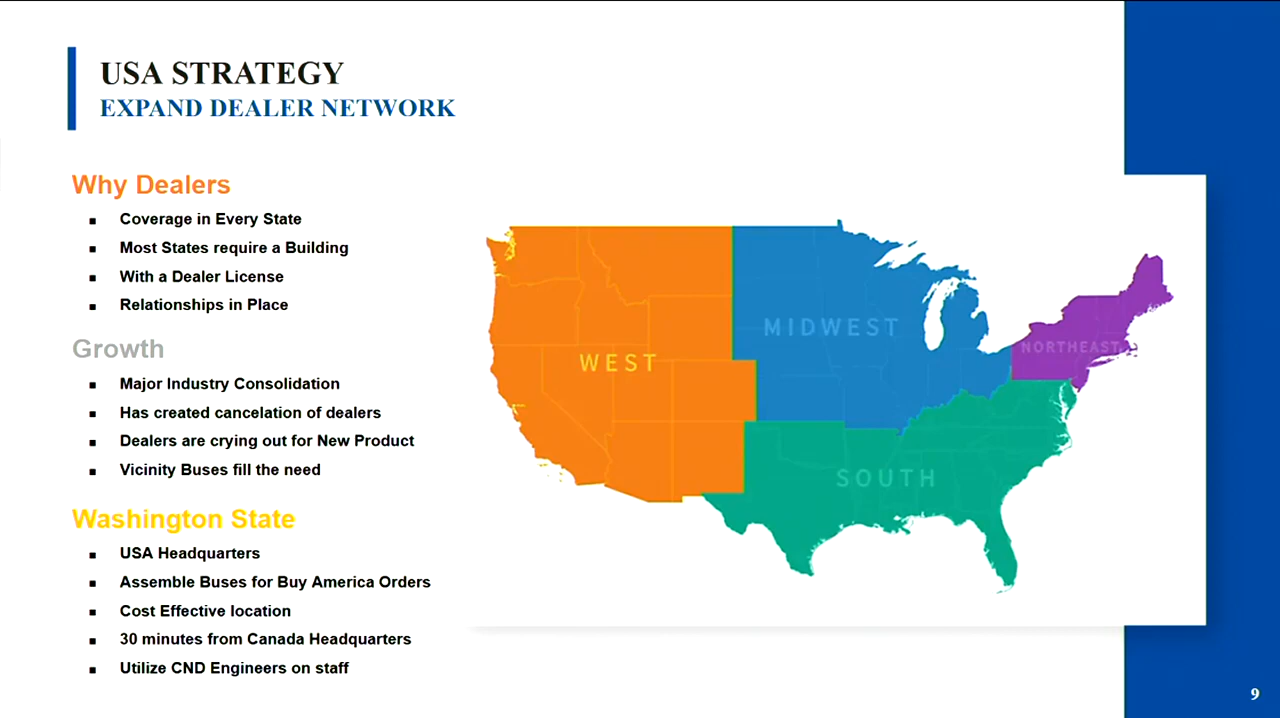 USA STRATEGY
EXPAND DEALER NETWORK
Why Dealers
Coverage in Every State
Most States require a Building
With a Dealer License
Relationships in Place
Growth
Major Industry Consolidation
Has created cancelation of dealers
Dealers are crying out for New Product
Vicinity Buses fill the need
Washington State
USA Headquarters
Assemble Buses for Buy America Orders
Cost Effective location
30 minutes from Canada Headquarters
Utilize CND Engineers on staff
WEST
MIDWEST
NORTHEAST
SOUTH
9